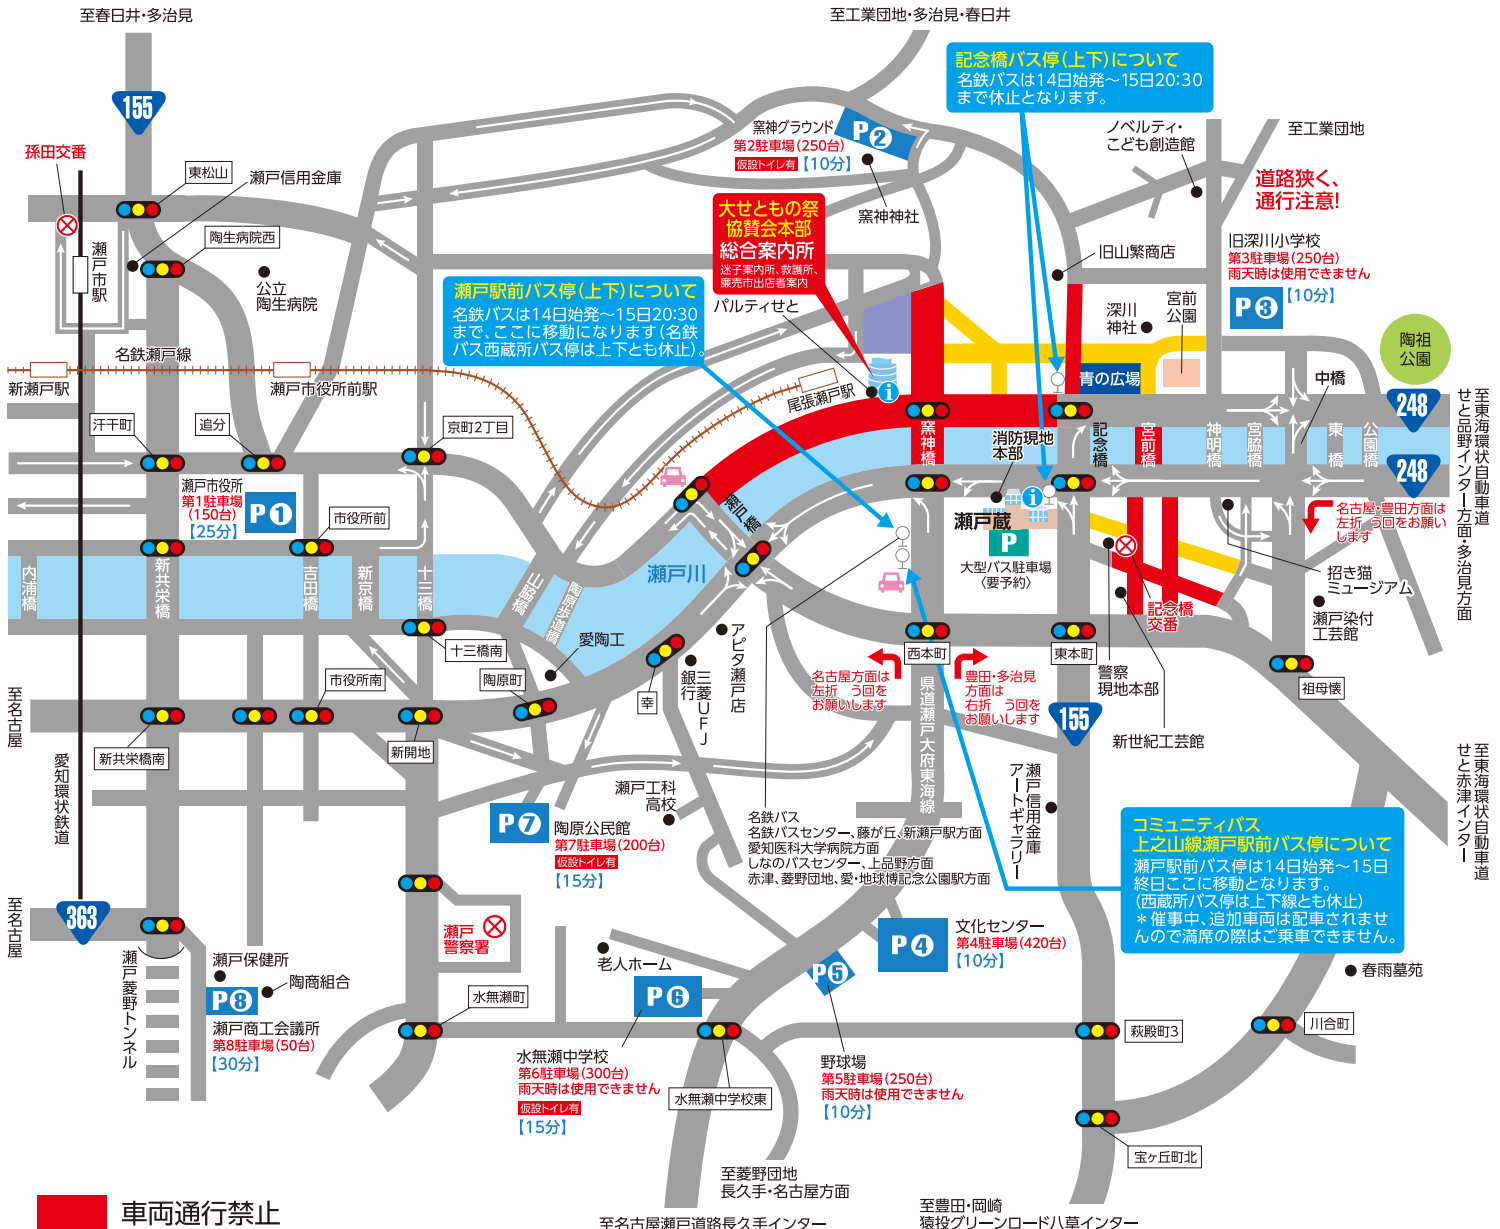 至春日井・多治見
至工業団地・多治見・春日井
155
孫田交番
東松山
瀬戸信用金庫
陶生病院西
瀬戸市駅
公立
陶生病院
名鉄瀬戸線
新瀬戸駅
瀬戸市役所前駅
窯神グラウンド
第2駐車場(250台)
仮設トイレ有【10分】
P2
窯神神社
記念橋バス停(上下)について
名鉄バスは14日始発〜15日20:30
まで休止となります。
ノベルティ・
こども創造館
至工業団地
道路狭く、
通行注意!
大せともの祭
協賛会本部
総合案内所
迷子案内所、救護所、
廉売市出店者案内
パルティせと
旧山繁商店
旧深川小学校
第3駐車場(250台)
雨天時は使用できません
P3
【10分】
瀬戸駅前バス停(上下)について
名鉄バスは14日始発〜15日20:30
まで、ここに移動になります(名鉄
バス西蔵所バス停は上下とも休止)。
深川
神社
宮前
公園
陶祖
公園
青の広場
尾張瀬戸駅
中橋
248
至東海環状自動車道
せと品野インター方面・多治見方面
汗干町
追分
京町2丁目
窯神橋
消防現地
本部
記念橋
宮前橋
神明橋
宮脇橋
東橋
公園橋
248
瀬戸市役所
第1駐車場
(150台)
【25分】
P1
市役所前
瀬戸橋
瀬戸蔵
P
大型バス駐車場
〈要予約〉
名古屋・豊田方面は
左折 う回をお願い
します
内浦橋
新共栄橋
吉田橋
新京橋
十三橋
山脇橋
陶原歩道橋
瀬戸川
招き猫
ミュージアム
瀬戸染付
工芸館
記念橋
交番
十三橋南
愛陶工
アピタ瀬戸店
三菱UFJ
銀行
西本町
東本町
警察
現地本部
祖母懐
名古屋方面は
左折 う回を
お願いします
豊田・多治見
方面は
右折 う回を
お願いします
至名古屋
市役所南
陶原町
幸
新共栄橋南
新開地
155
新世紀工芸館
県道瀬戸大府東海線
愛知環状鉄道
至東海環状自動車道
せと赤津インター
瀬戸工科
高校
瀬戸信用金庫
アートギャラリー
P7
陶原公民館
第7駐車場(200台)
仮設トイレ有
【15分】
名鉄バス
名鉄バスセンター、藤が丘、新瀬戸駅方面
愛知医科大学病院方面
しなのバスセンター、上品野方面
赤津、菱野団地、愛・地球博記念公園駅方面
コミュニティバス
上之山線瀬戸駅前バス停について
瀬戸駅前バス停は14日始発〜15日
終日ここに移動となります。
(西蔵所バス停は上下線とも休止)
＊催事中、追加車両は配車されませ
んので満席の際はご乗車できません。
至名古屋
363
瀬戸
警察署
瀬戸保健所
陶商組合
P8
瀬戸商工会議所
第8駐車場(50台)
【30分】
瀬戸菱野トンネル
老人ホーム
文化センター
第4駐車場(420台)
【10分】
P4
P5
P6
春雨墓苑
水無瀬町
萩殿町3
川合町
水無瀬中学校
第6駐車場(300台)
雨天時は使用できません
仮設トイレ有
【15分】
野球場
第5駐車場(250台)
雨天時は使用できません
【10分】
水無瀬中学校東
宝ヶ丘町北
至菱野団地
長久手・名古屋方面
車両通行禁止
至名古屋瀬戸道路長久手インター
至豊田・岡崎
猿投グリーンロード八草インター